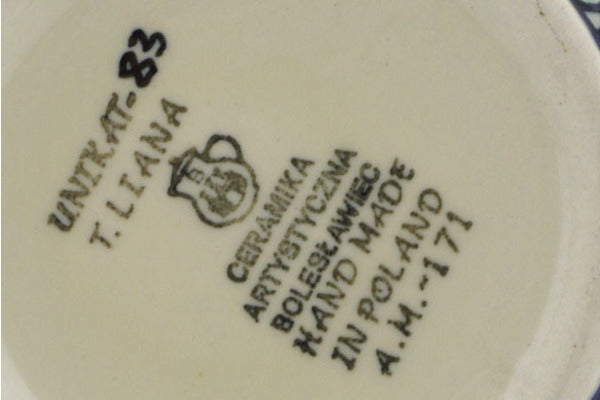 UNIKAT-83
T. LIANA
B
CERAMIKA
ARTYSTYCZNA
BOLESŁAWIEC
HAND MADE
IN POLAND
A.M.-171